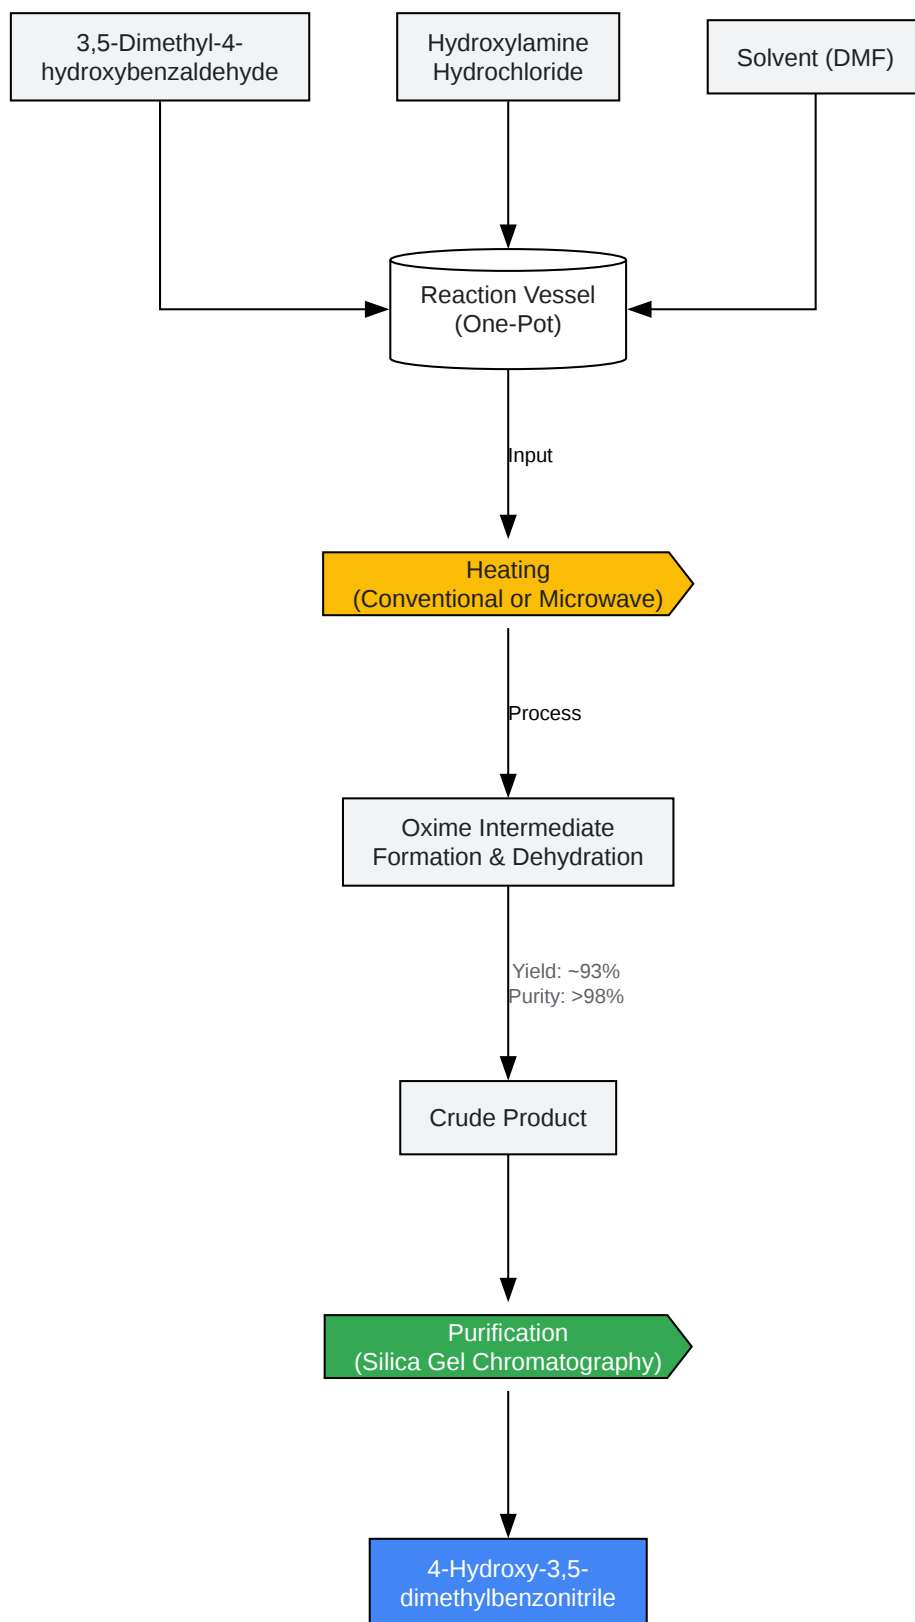 3,5-Dimethyl-4-
hydroxybenzaldehyde
Hydroxylamine
Hydrochloride
Solvent (DMF)
Reaction Vessel
(One-Pot)
Input
Heating
(Conventional or Microwave)
Process
Oxime Intermediate
Formation & Dehydration
Yield: ~93%
Purity: >98%
Crude Product
Purification
(Silica Gel Chromatography)
4-Hydroxy-3,5-
dimethylbenzonitrile